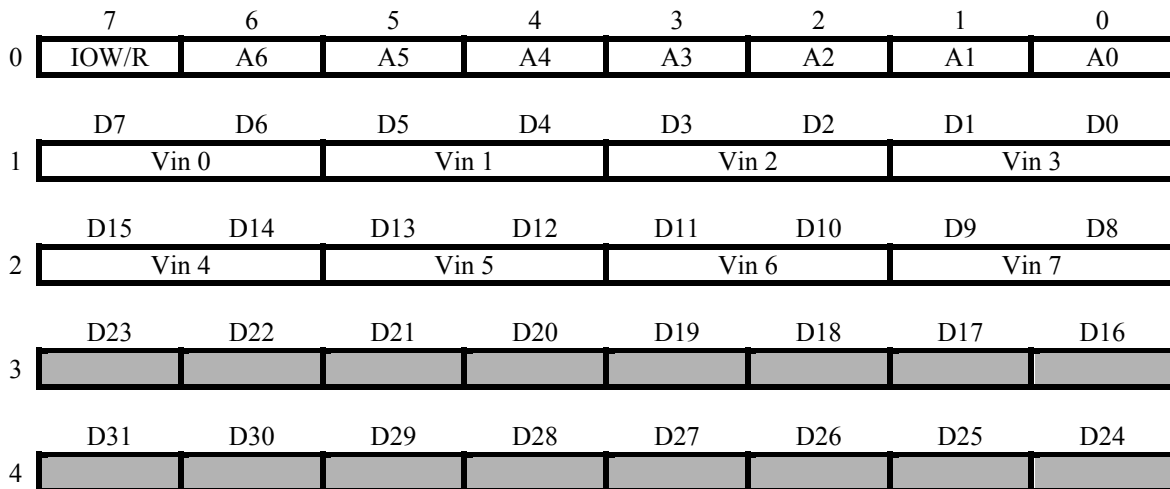 7 6 5 4 3 2 1 0
0 IOW/R A6 A5 A4 A3 A2 A1 A0
D7 D6 D5 D4 D3 D2 D1 D0
1 Vin 0 Vin 1 Vin 2 Vin 3
D15 D14 D13 D12 D11 D10 D9 D8
2 Vin 4 Vin 5 Vin 6 Vin 7
D23 D22 D21 D20 D19 D18 D17 D16
3
D31 D30 D29 D28 D27 D26 D25 D24
4